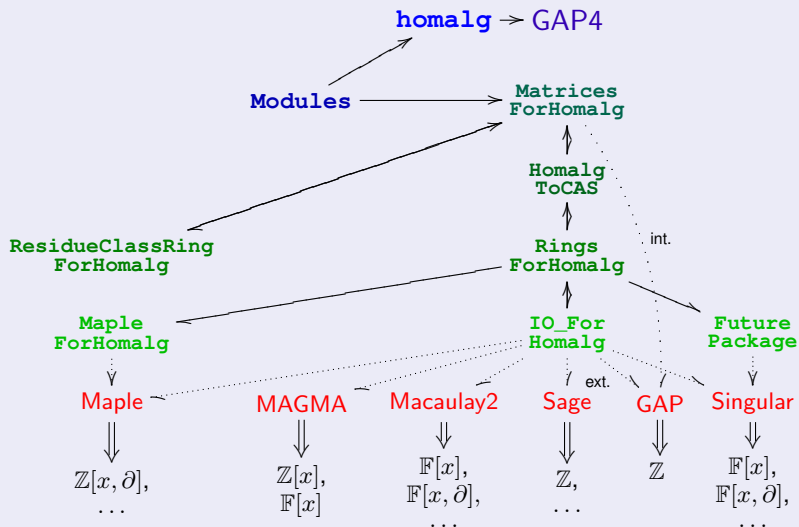 homalg GAP4
Modules
Matrices
ForHomalg
Homalg
ToCAS
ResidueClassRing
ForHomalg
Rings
ForHomalg
int.
Maple
ForHomalg
IO_For
Homalg
Future
Package
ext.
Maple MAGMA Macaulay2 Sage GAP Singular
ℤ[x, ∂],
...
ℤ[x],
𝔽[x]
𝔽[x],
𝔽[x, ∂],
...
ℤ,
...
ℤ
𝔽[x],
𝔽[x, ∂],
...